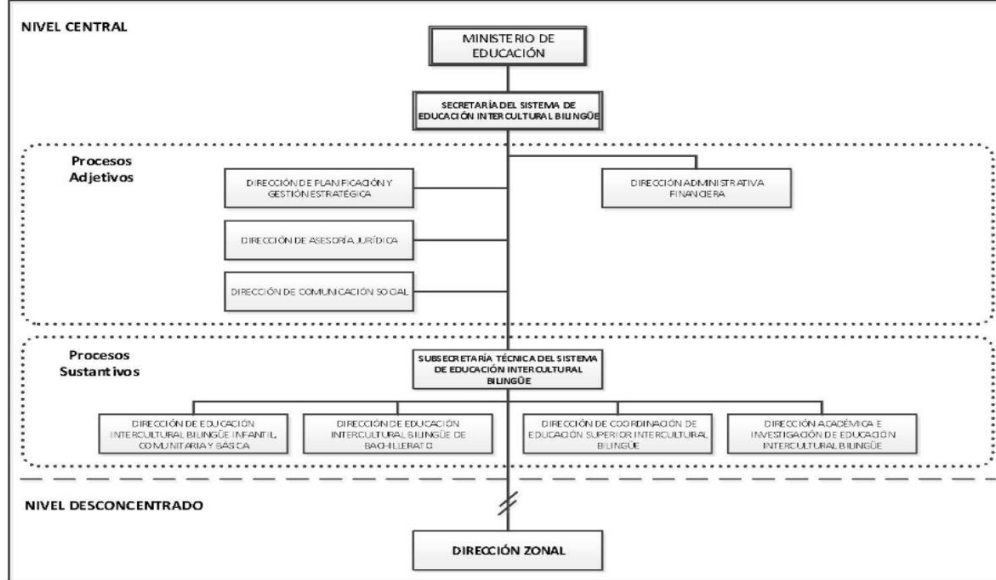 NIVEL CENTRAL
MINISTERIO DE
EDUCACIÓN
SECRETARÍA DEL SISTEMA DE
EDUCACIÓN INTERCULTURAL BILINGÜE
Procesos
Adjetivos
DIRECCIÓN DE PLANIFICACIÓN Y
GESTIÓN ESTRATÉGICA
DIRECCIÓN ADMINISTRATIVA
FINANCIERA
DIRECCIÓN DE ASESORÍA JURÍDICA
DIRECCIÓN DE COMUNICACIÓN SOCIAL
Procesos
Sustantivos
SUBSECRETARÍA TÉCNICA DEL SISTEMA
DE EDUCACIÓN INTERCULTURAL
BILINGÜE
DIRECCIÓN DE EDUCACIÓN
INTERCULTURAL BILINGÜE INFANTIL,
COMUNITARIA Y BÁSICA
DIRECCIÓN DE EDUCACIÓN
INTERCULTURAL BILINGÜE DE
BACHILLERATO
DIRECCIÓN DE COORDINACIÓN DE
EDUCACIÓN SUPERIOR INTERCULTURAL
BILINGÜE
DIRECCIÓN ACADÉMICA E
INVESTIGACIÓN DE EDUCACIÓN
INTERCULTURAL BILINGÜE
NIVEL DESCONCENTRADO
DIRECCIÓN ZONAL